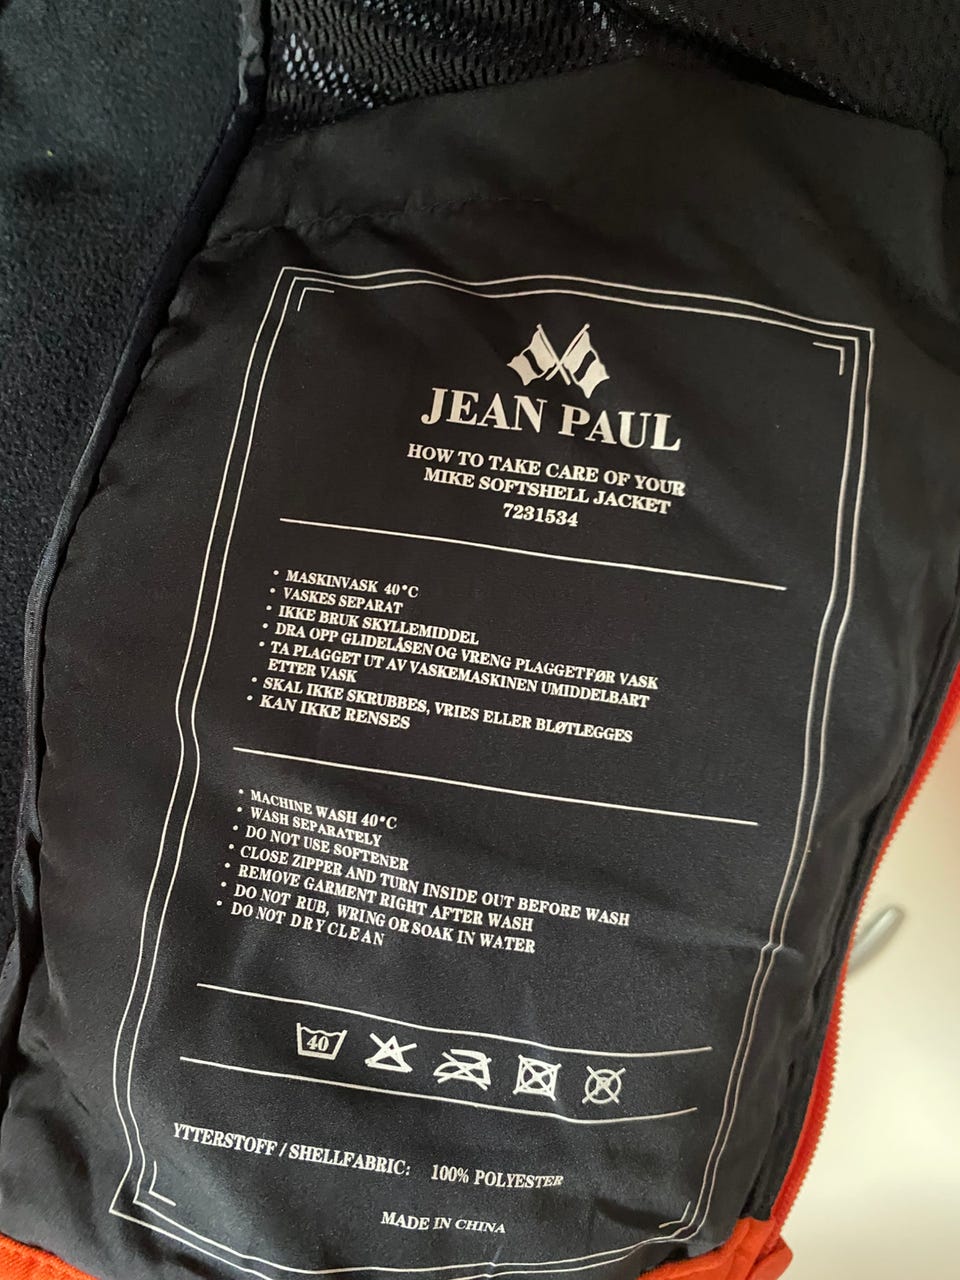 JEAN PAUL
HOW TO TAKE CARE OF YOUR
MIKE SOFTSHELL JACKET
7231534
• MASKINVASK 40°C
• VASKES SEPARAT
• IKKE BRUK SKYLLEMIDDEL
• DRA OPP GLIDELÅSEN OG VRENG PLAGGETFØR VASK
• TA PLAGGET UT AV VASKEMASKINEN UMIDDELBART
ETTER VASK
• SKAL IKKE SKRUBBES, VRIES ELLER BLØTLEGGES
• KAN IKKE RENSES
• MACHINE WASH 40°C
• WASH SEPARATELY
• DO NOT USE SOFTENER
• CLOSE ZIPPER AND TURN INSIDE OUT BEFORE WASH
• REMOVE GARMENT RIGHT AFTER WASH
• DO NOT RUB, WRING OR SOAK IN WATER
• DO NOT DRY CLEAN
40
YTTERSTOFF / SHELLFABRIC: 100% POLYESTER
MADE IN CHINA